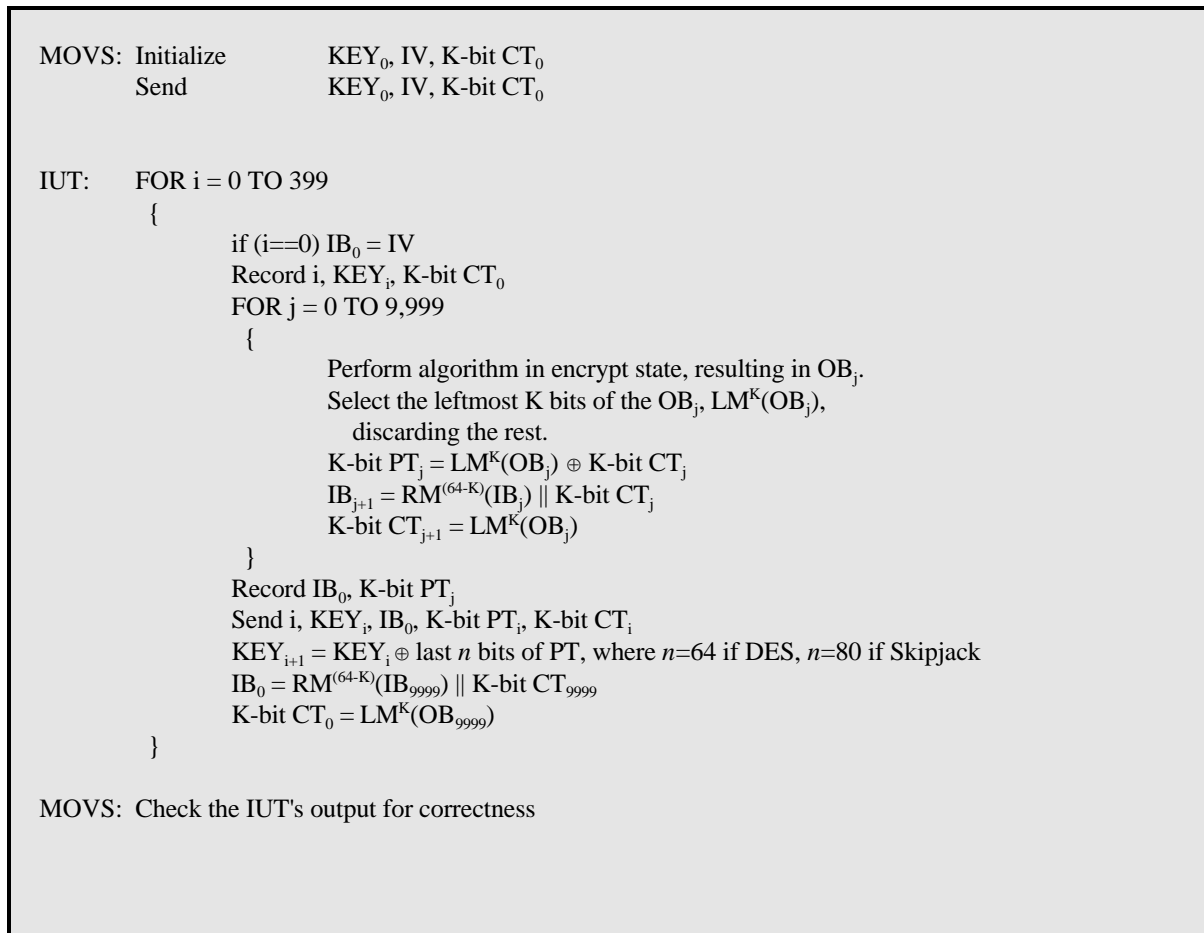 MOVS: Initialize KEY₀, IV, K-bit CT₀
Send KEY₀, IV, K-bit CT₀
IUT: FOR i = 0 TO 399
{
if (i==0) IB₀ = IV
Record i, KEYᵢ, K-bit CT₀
FOR j = 0 TO 9,999
{
Perform algorithm in encrypt state, resulting in OBⱼ.
Select the leftmost K bits of the OBⱼ, LMᴷ(OBⱼ),
discarding the rest.
K-bit PTⱼ = LMᴷ(OBⱼ) ⊕ K-bit CTⱼ
IBⱼ₊₁ = RM⁽⁶⁴⁻ᴷ⁾(IBⱼ) || K-bit CTⱼ
K-bit CTⱼ₊₁ = LMᴷ(OBⱼ)
}
Record IB₀, K-bit PTⱼ
Send i, KEYᵢ, IB₀, K-bit PTᵢ, K-bit CTᵢ
KEYᵢ₊₁ = KEYᵢ ⊕ last n bits of PT, where n=64 if DES, n=80 if Skipjack
IB₀ = RM⁽⁶⁴⁻ᴷ⁾(IB₉₉₉₉) || K-bit CT₉₉₉₉
K-bit CT₀ = LMᴷ(OB₉₉₉₉)
}
MOVS: Check the IUT's output for correctness